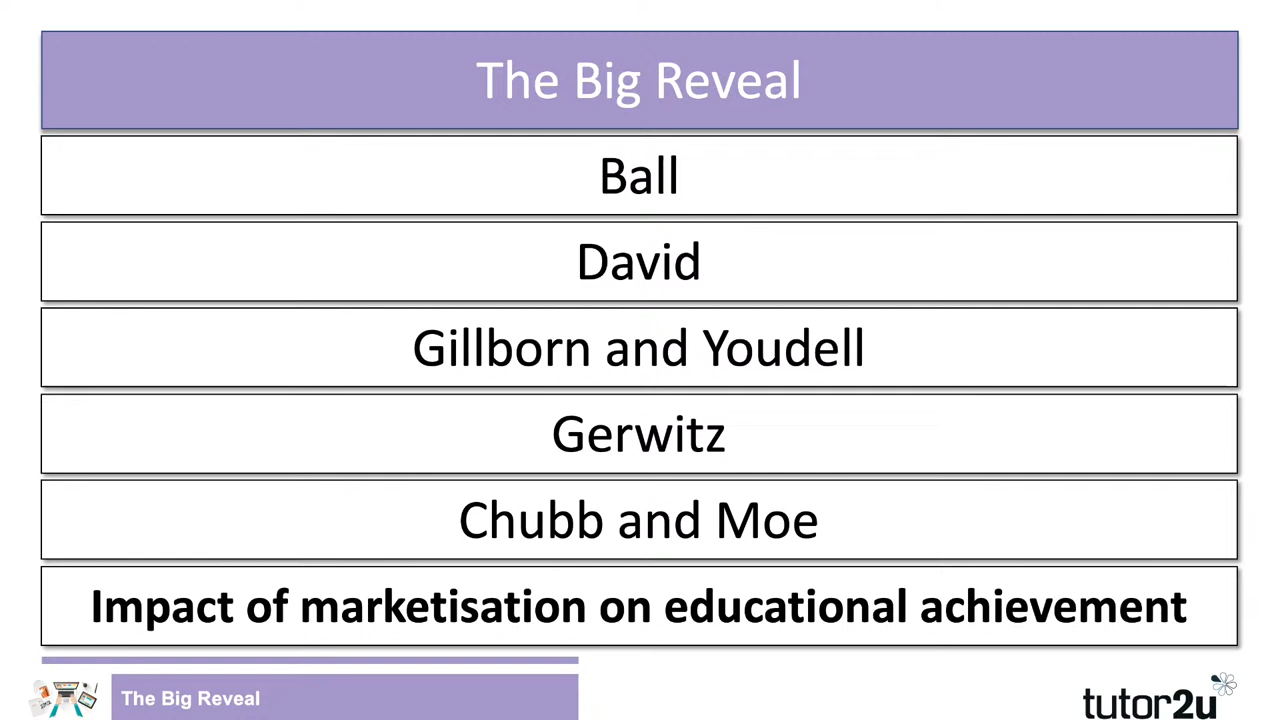 The Big Reveal
Ball
David
Gillborn and Youdell
Gerwitz
Chubb and Moe
Impact of marketisation on educational achievement
The Big Reveal
tutor2u